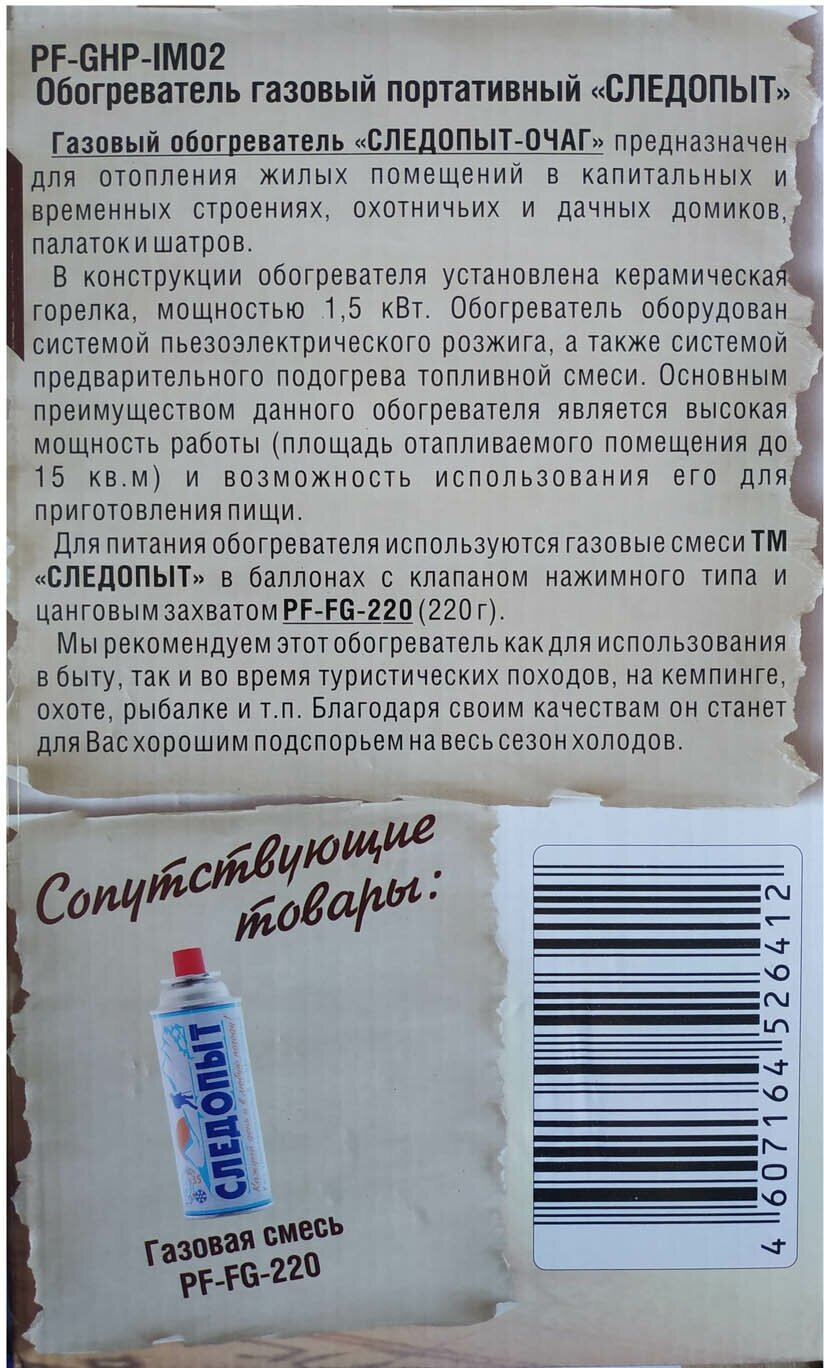 PF-GHP-IM02
Обогреватель газовый портативный «СЛЕДОПЫТ»
Газовый обогреватель «СЛЕДОПЫТ-ОЧАГ» предназначен
для отопления жилых помещений в капитальных и
временных строениях, охотничьих и дачных домиков,
палаток и шатров.
В конструкции обогревателя установлена керамическая
горелка, мощностью 1,5 кВт. Обогреватель оборудован
системой пьезоэлектрического розжига, а также системой
предварительного подогрева топливной смеси. Основным
преимуществом данного обогревателя является высокая
мощность работы (площадь отапливаемого помещения до
15 кв.м) и возможность использования его для
приготовления пищи.
Для питания обогревателя используются газовые смеси ТМ
«СЛЕДОПЫТ» в баллонах с клапаном нажимного типа и
цанговым захватом PF-FG-220 (220 г).
Мы рекомендуем этот обогреватель как для использования
в быту, так и во время туристических походов, на кемпинге,
охоте, рыбалке и т.п. Благодаря своим качествам он станет
для Вас хорошим подспорьем на весь сезон холодов.
Сопутствующие
товары:
СЛЕДОПЫТ
Газовая смесь
PF-FG-220
4 607164 526412